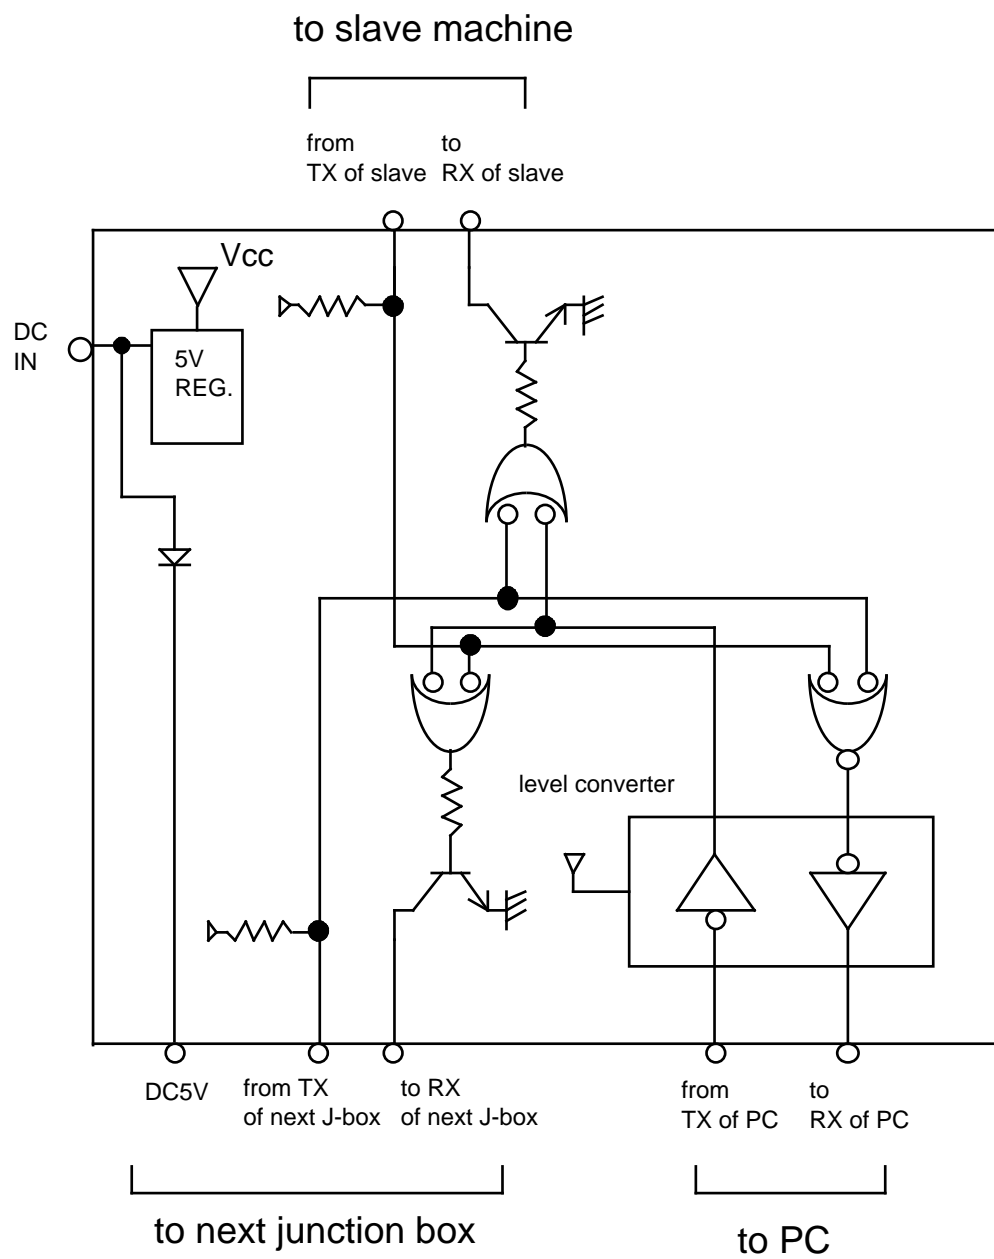 to slave machine
from
TX of slave
to
RX of slave
Vcc
DC
IN
5V
REG.
level converter
DC5V
from TX
of next J-box
to RX
of next J-box
from
TX of PC
to
RX of PC
to next junction box
to PC